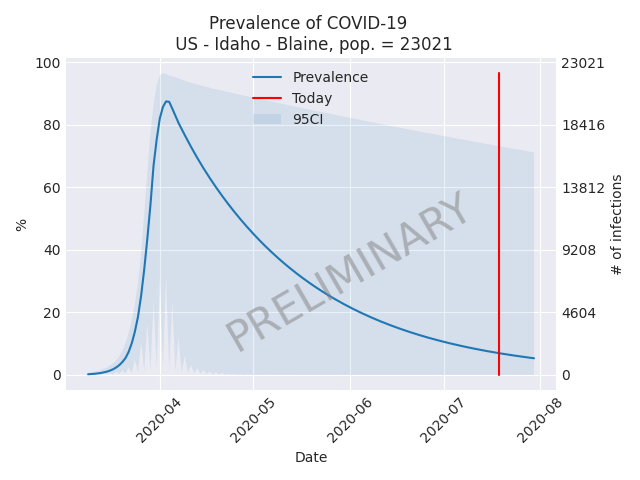 Prevalence of COVID-19
US - Idaho - Blaine, pop. = 23021
100
80
60
40
20
0
%
Prevalence
Today
95CI
PRELIMINARY
23021
18416
13812
9208
4604
0
# of infections
2020-04
2020-05
2020-06
2020-07
2020-08
Date